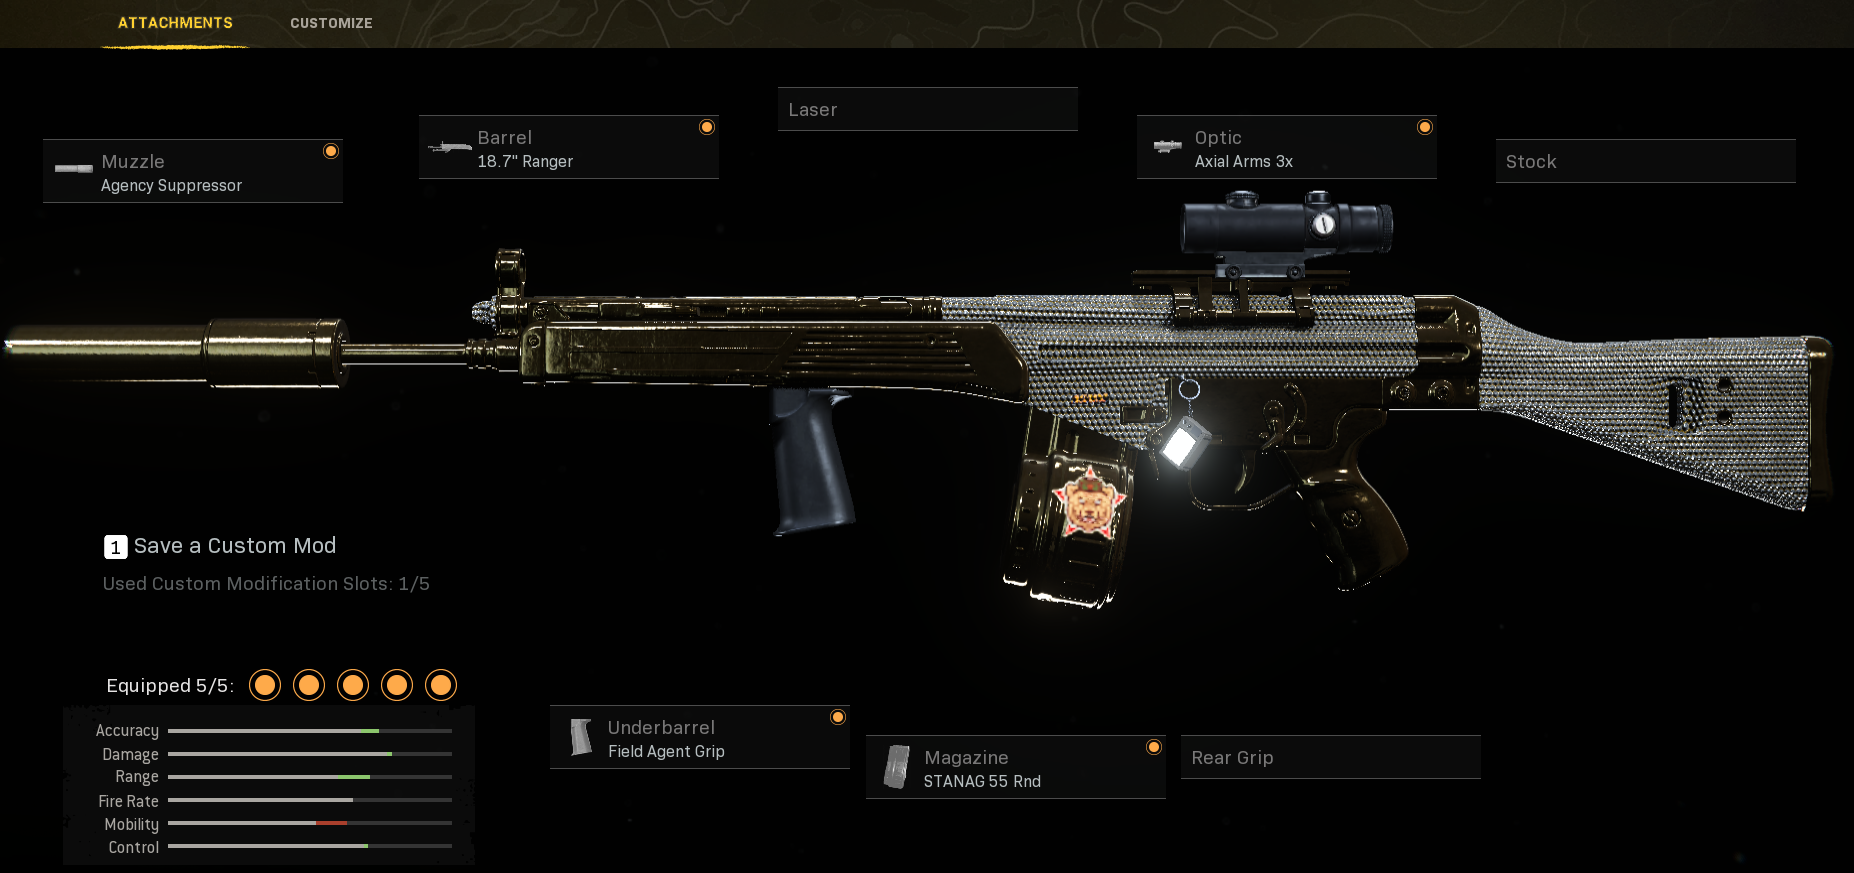 ATTACHMENTS
CUSTOMIZE
Laser
Barrel
18.7" Ranger
Optic
Axial Arms 3x
Muzzle
Agency Suppressor
Stock
1 Save a Custom Mod
Used Custom Modification Slots: 1/5
Equipped 5/5:
Accuracy
Damage
Range
Fire Rate
Mobility
Control
Underbarrel
Field Agent Grip
Magazine
STANAG 55 Rnd
Rear Grip